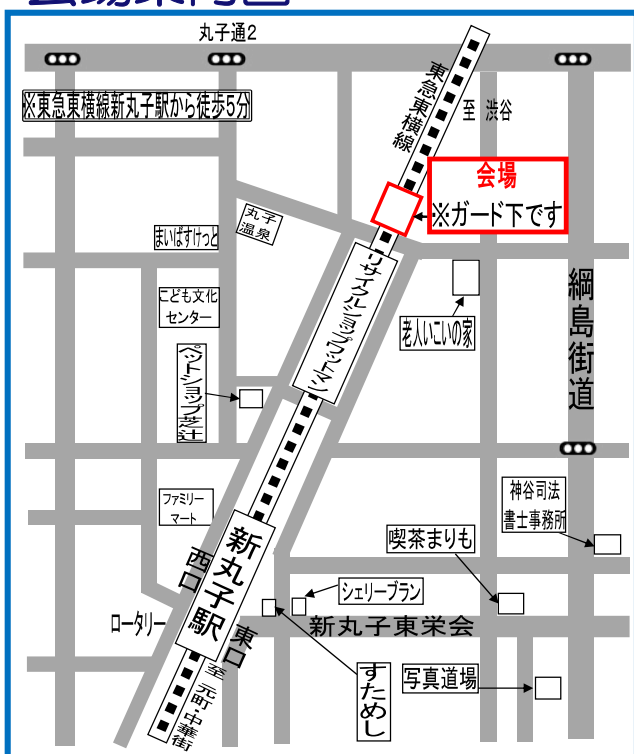 会場案内図
丸子通2
※東急東横線新丸子駅から徒歩5分
東急東横線
至 渋谷
会場
※ガード下です
丸子
温泉
まいばすけっと
リサイクルショップワットマン
こども文化
センター
老人いこいの家
綱島街道
ペットショップ芝辻
ファミリー
マート
神谷司法
書士事務所
喫茶まりも
新丸子駅
西口
シェリーブラン
ロータリー
東口
新丸子東栄会
至 元町・中華街
すためし
写真道場